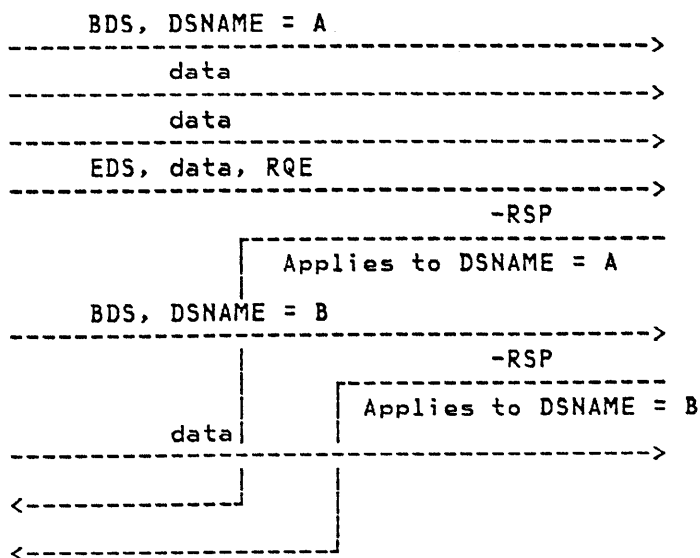 BDS, DSNAME = A
data
data
EDS, data, RQE
-RSP
Applies to DSNAME = A
BDS, DSNAME = B
-RSP
Applies to DSNAME = B
data